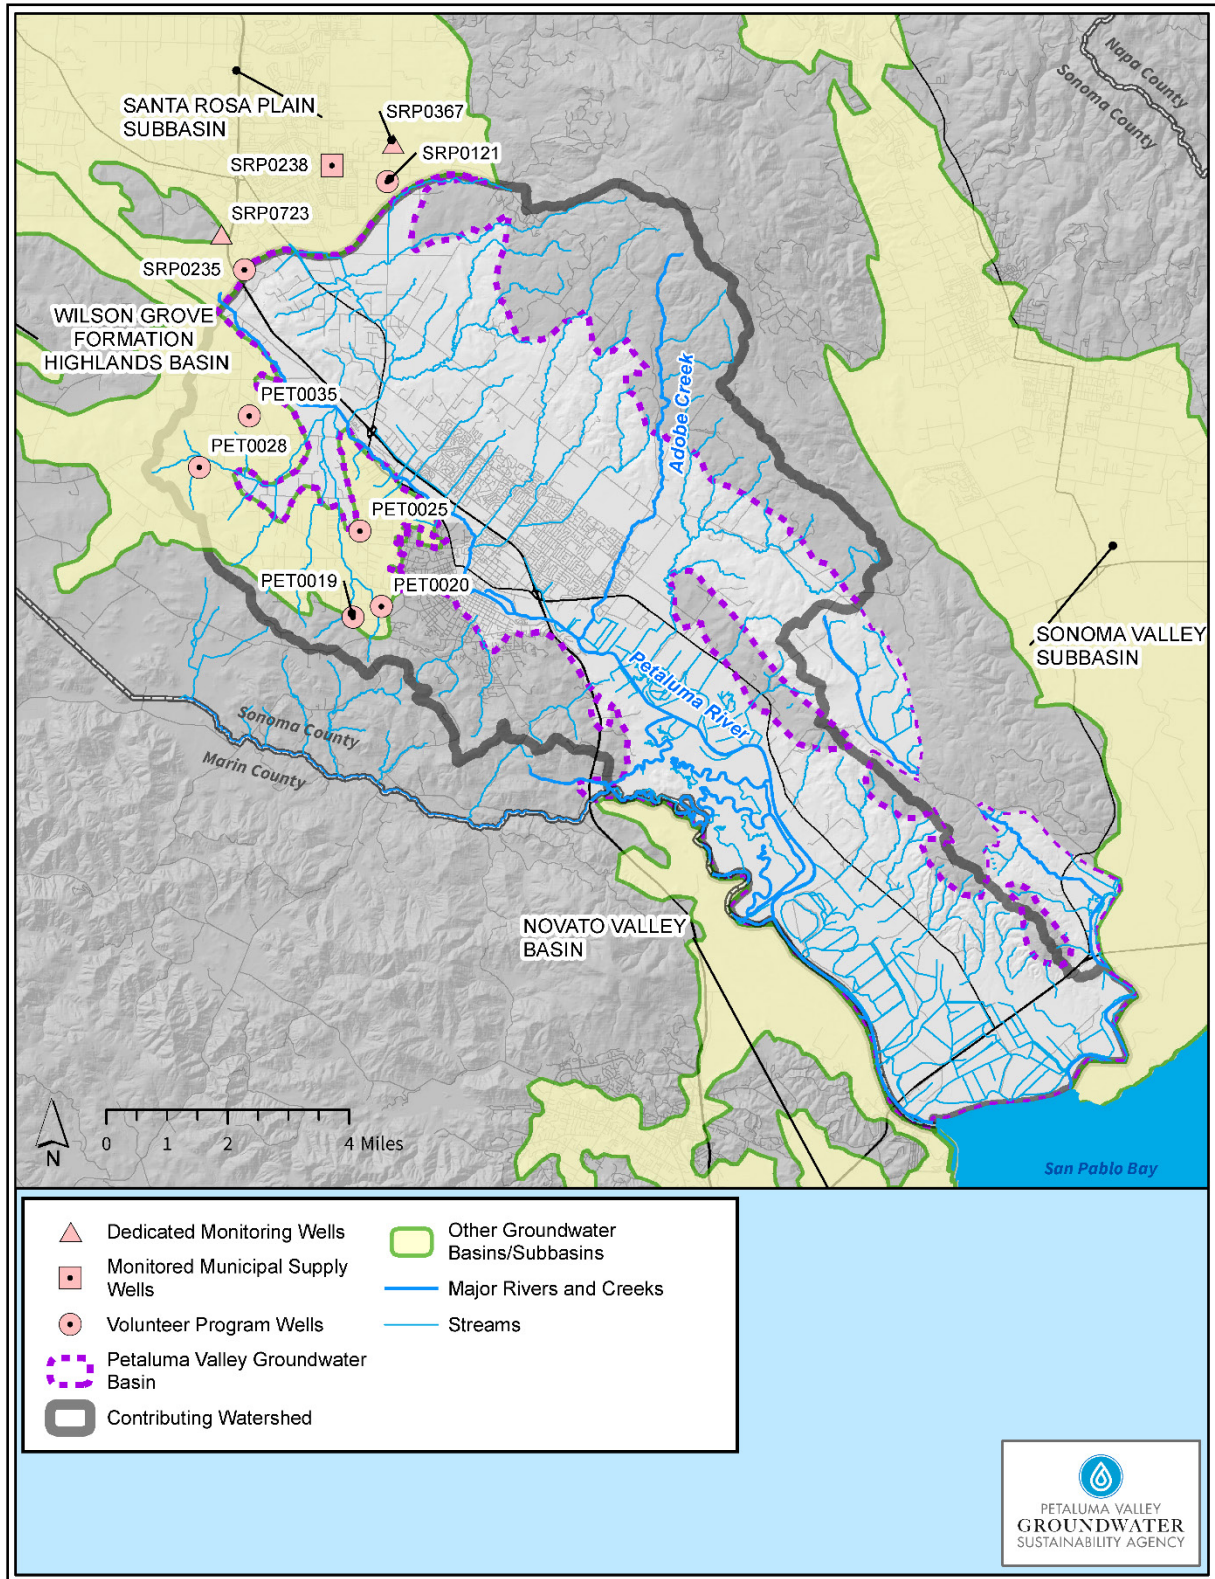 Napa County
Sonoma County
SANTA ROSA PLAIN
SUBBASIN
SRP0367
SRP0238
SRP0121
SRP0723
SRP0235
WILSON GROVE
FORMATION
HIGHLANDS BASIN
PET0035
PET0028
Adobe Creek
PET0025
PET0019
PET0020
SONOMA VALLEY
SUBBASIN
Petaluma River
Sonoma County
Marin County
NOVATO VALLEY
BASIN
N
0 1 2 4 Miles
San Pablo Bay
Dedicated Monitoring Wells
Monitored Municipal Supply
Wells
Volunteer Program Wells
Petaluma Valley Groundwater
Basin
Contributing Watershed
Other Groundwater
Basins/Subbasins
Major Rivers and Creeks
Streams
PETALUMA VALLEY
GROUNDWATER
SUSTAINABILITY AGENCY